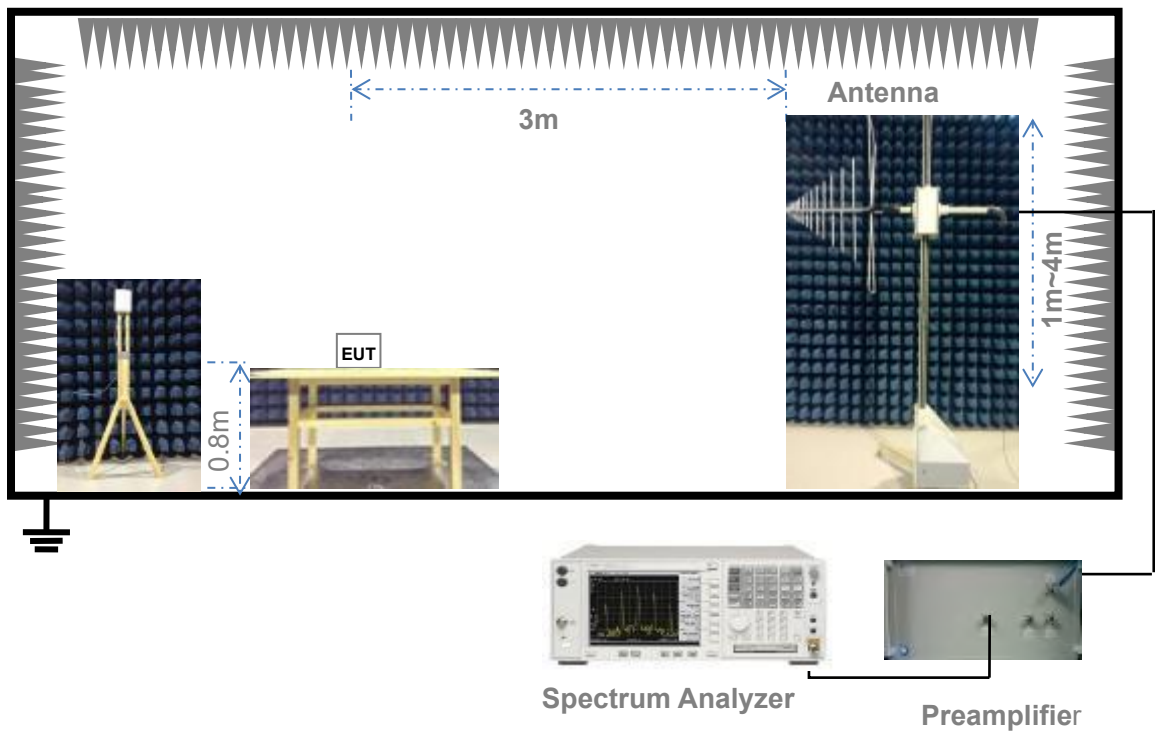 Antenna
3m
1m~4m
EUT
0.8m
Spectrum Analyzer
Preamplifier